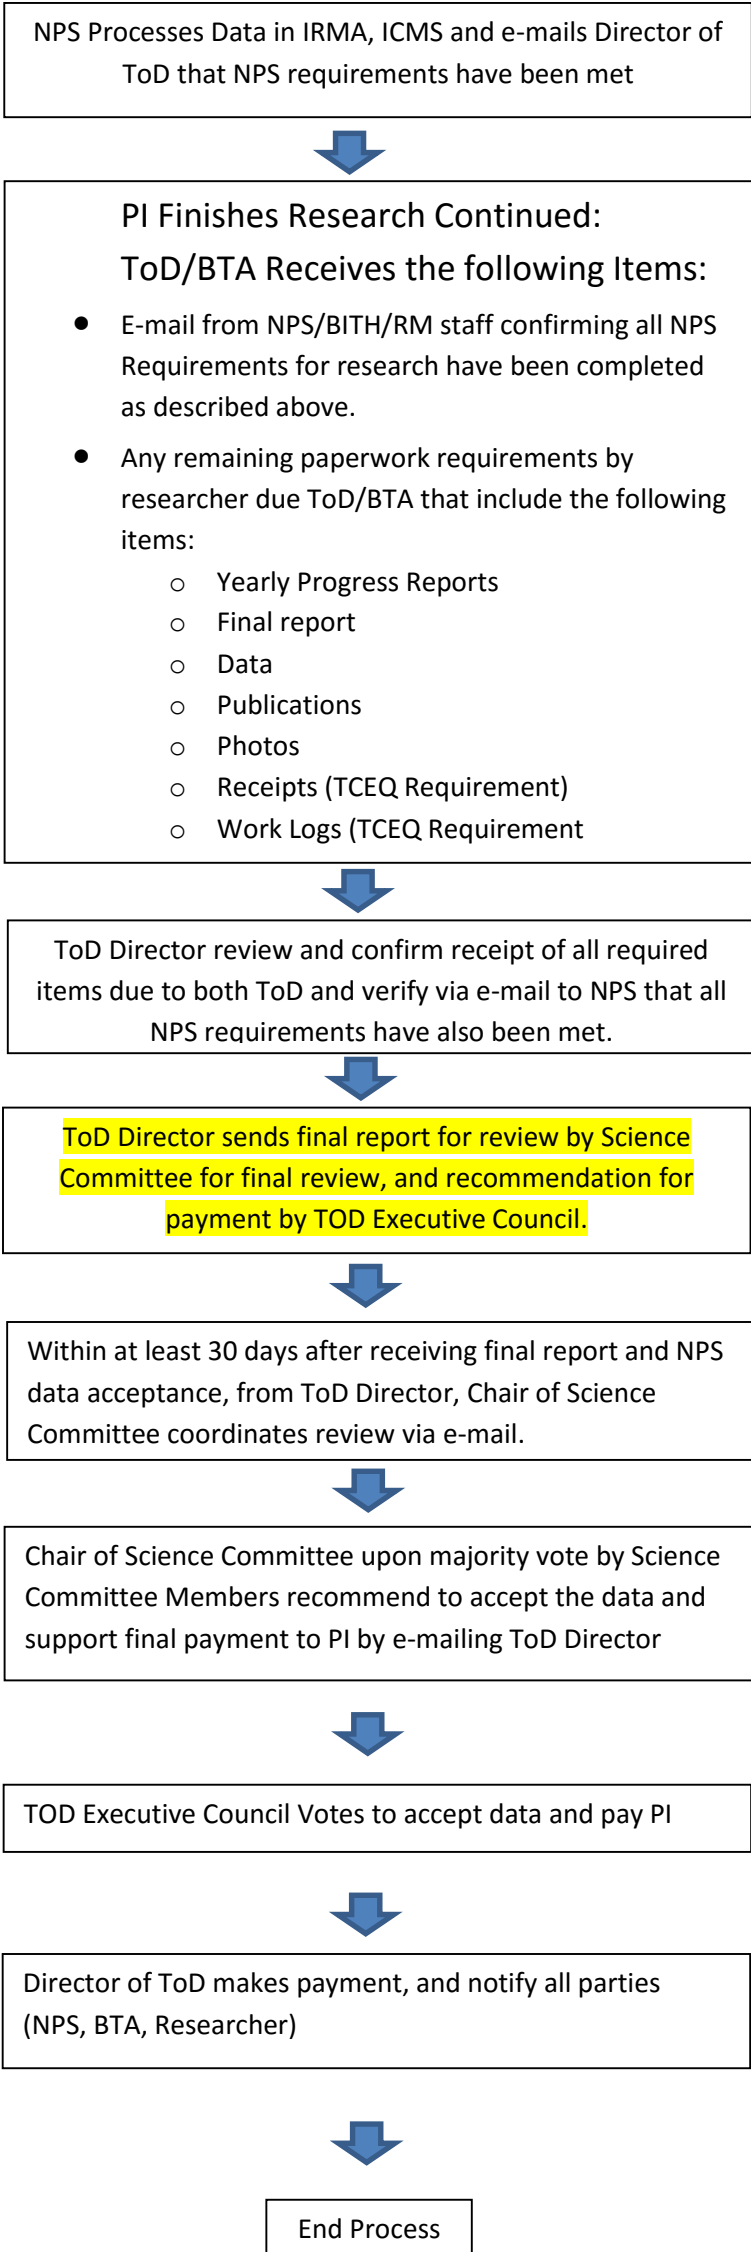 NPS Processes Data in IRMA, ICMS and e-mails Director of
ToD that NPS requirements have been met
PI Finishes Research Continued:
ToD/BTA Receives the following Items:
● E-mail from NPS/BITH/RM staff confirming all NPS
Requirements for research have been completed
as described above.
● Any remaining paperwork requirements by
researcher due ToD/BTA that include the following
items:
o Yearly Progress Reports
o Final report
o Data
o Publications
o Photos
o Receipts (TCEQ Requirement)
o Work Logs (TCEQ Requirement
ToD Director review and confirm receipt of all required
items due to both ToD and verify via e-mail to NPS that all
NPS requirements have also been met.
ToD Director sends final report for review by Science
Committee for final review, and recommendation for
payment by TOD Executive Council.
Within at least 30 days after receiving final report and NPS
data acceptance, from ToD Director, Chair of Science
Committee coordinates review via e-mail.
Chair of Science Committee upon majority vote by Science
Committee Members recommend to accept the data and
support final payment to PI by e-mailing ToD Director
TOD Executive Council Votes to accept data and pay PI
Director of ToD makes payment, and notify all parties
(NPS, BTA, Researcher)
End Process